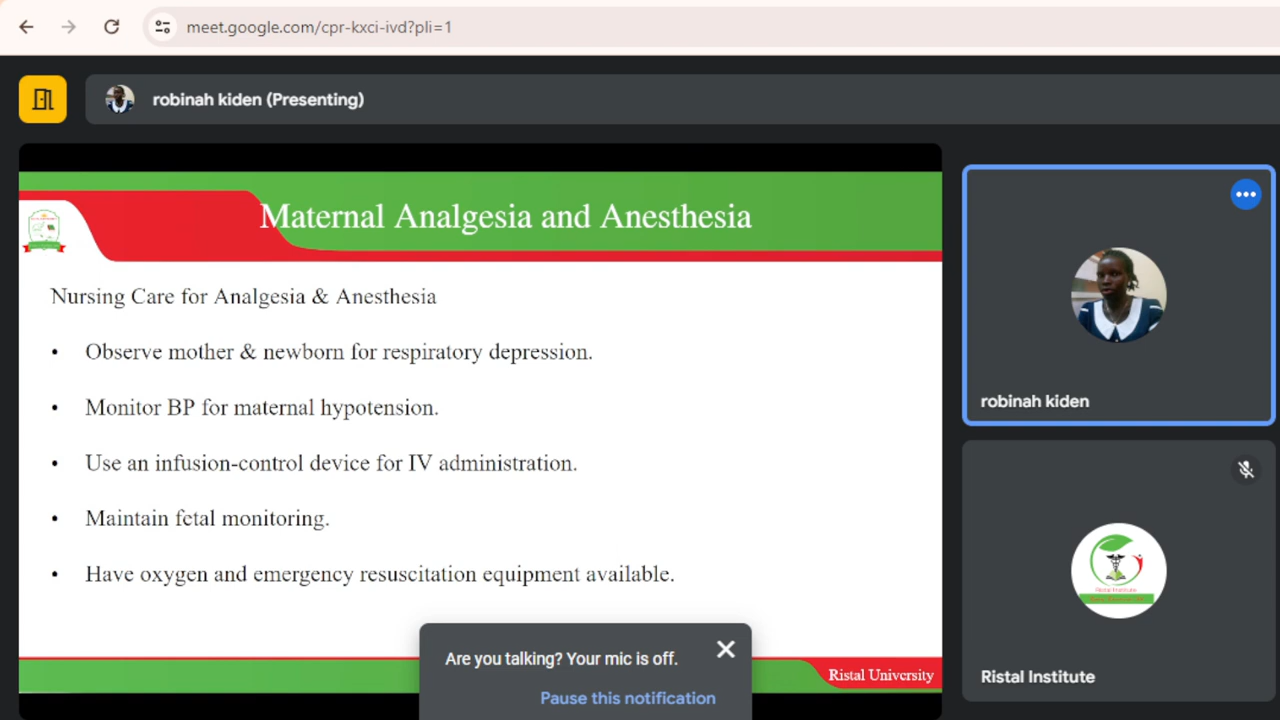 meet.google.com/cpr-kxci-ivd?pli=1
robinah kiden (Presenting)
Maternal Analgesia and Anesthesia
Nursing Care for Analgesia & Anesthesia
• Observe mother & newborn for respiratory depression.
• Monitor BP for maternal hypotension.
• Use an infusion-control device for IV administration.
• Maintain fetal monitoring.
• Have oxygen and emergency resuscitation equipment available.
Ristal University
Are you talking? Your mic is off.
Pause this notification
robinah kiden
Ristal Institute
Ristal Institute